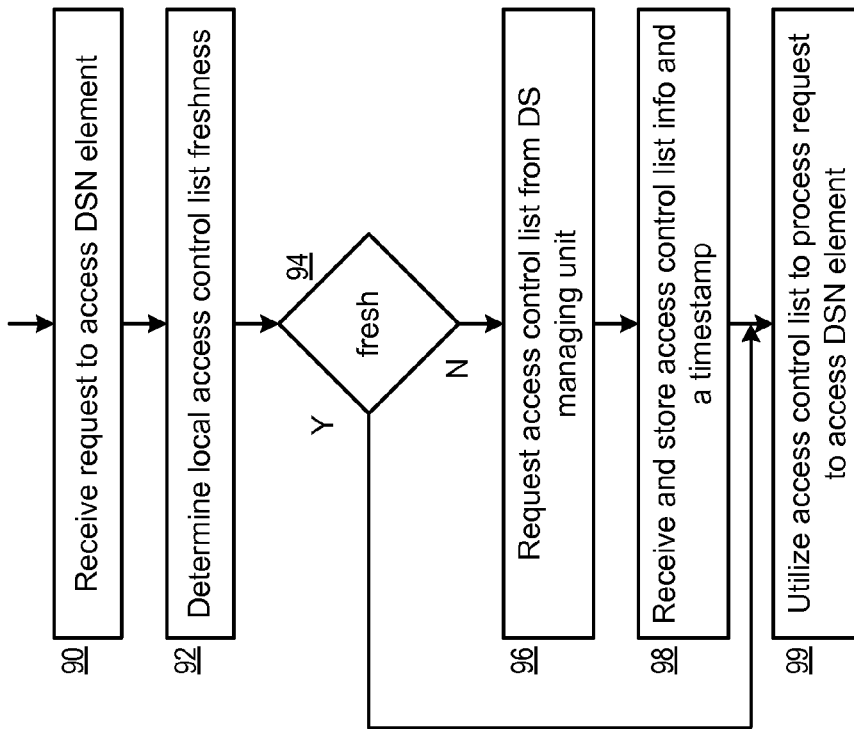 90
Receive request to access DSN element
92
Determine local access control list freshness
94
fresh
Y
N
96
Request access control list from DS
managing unit
98
Receive and store access control list info and
a timestamp
99
Utilize access control list to process request
to access DSN element